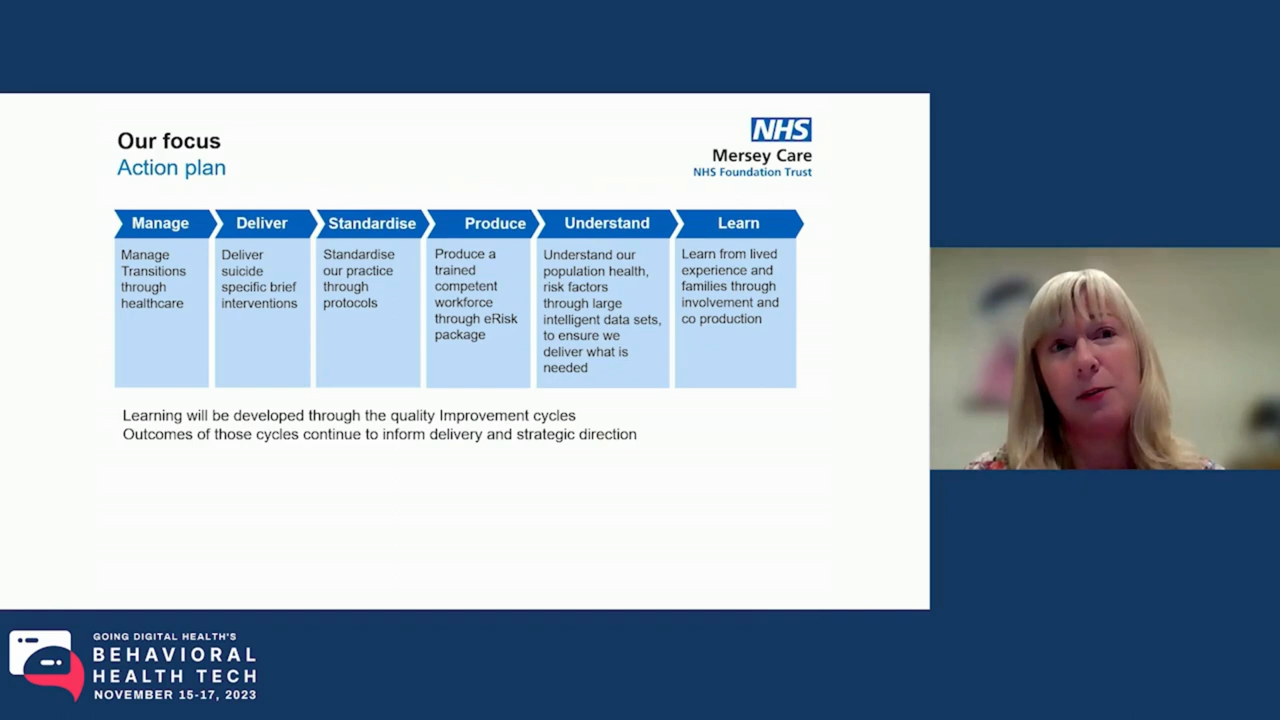 Our focus
Action plan
NHS
Mersey Care
NHS Foundation Trust
Manage
Manage
Transitions
through
healthcare
Deliver
Deliver
suicide
specific brief
interventions
Standardise
Standardise
our practice
through
protocols
Produce
Produce a
trained
competent
workforce
through eRisk
package
Understand
Understand our
population health,
risk factors
through large
intelligent data sets,
to ensure we
deliver what is
needed
Learn
Learn from lived
experience and
families through
involvement and
co production
Learning will be developed through the quality Improvement cycles
Outcomes of those cycles continue to inform delivery and strategic direction
GOING DIGITAL HEALTH'S
BEHAVIORAL
HEALTH TECH
NOVEMBER 15-17, 2023